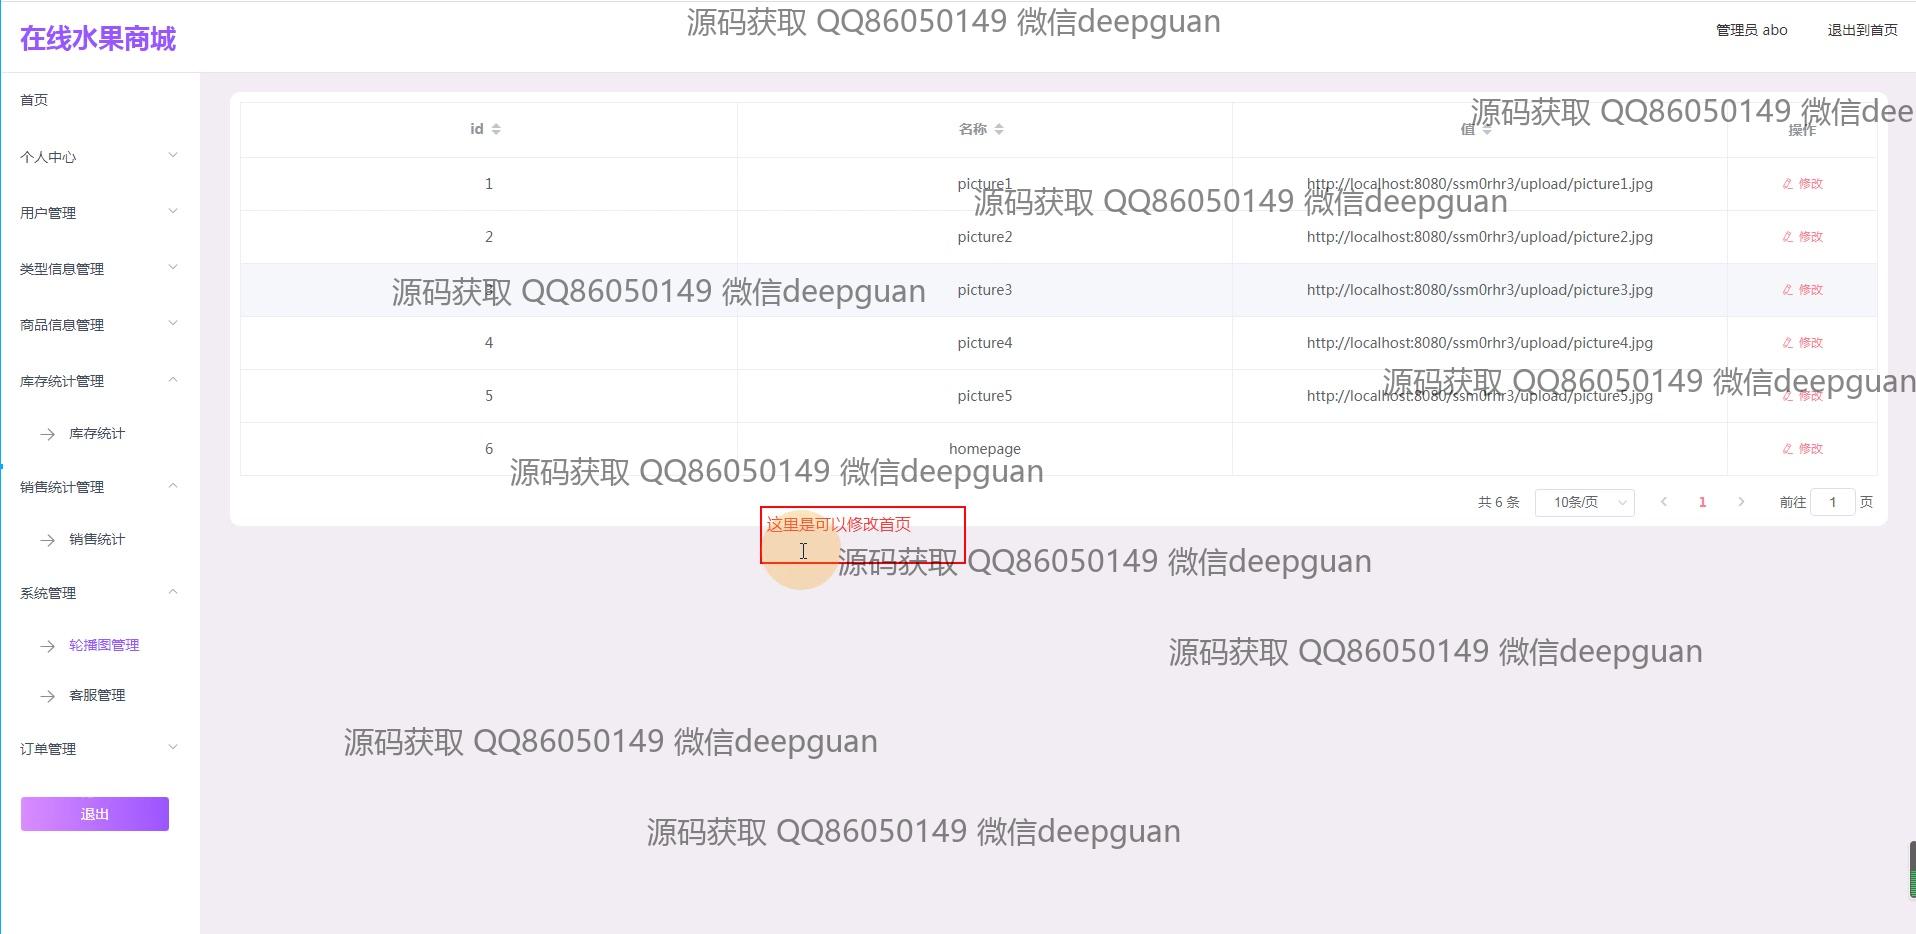 源码获取 QQ86050149 微信deepguan
在线水果商城
管理员 abo
退出到首页
首页
个人中心
用户管理
类型信息管理
商品信息管理
库存统计管理
库存统计
销售统计管理
销售统计
系统管理
轮播图管理
客服管理
订单管理
退出
源码获取 QQ86050149 微信dee
id 名称 值 操作
1 picture1 http://localhost:8080/ssm0rhr3/upload/picture1.jpg 修改
源码获取 QQ86050149 微信deepguan
2 picture2 http://localhost:8080/ssm0rhr3/upload/picture2.jpg 修改
3 picture3 http://localhost:8080/ssm0rhr3/upload/picture3.jpg 修改
源码获取 QQ86050149 微信deepguan
4 picture4 http://localhost:8080/ssm0rhr3/upload/picture4.jpg 修改
源码获取 QQ86050149 微信deepguan
5 picture5 http://localhost:8080/ssm0rhr3/upload/picture5.jpg 修改
6 homepage 修改
源码获取 QQ86050149 微信deepguan
共 6 条 10条/页 1 前往 1 页
这里是可以修改首页
源码获取 QQ86050149 微信deepguan
源码获取 QQ86050149 微信deepguan
源码获取 QQ86050149 微信deepguan
源码获取 QQ86050149 微信deepguan